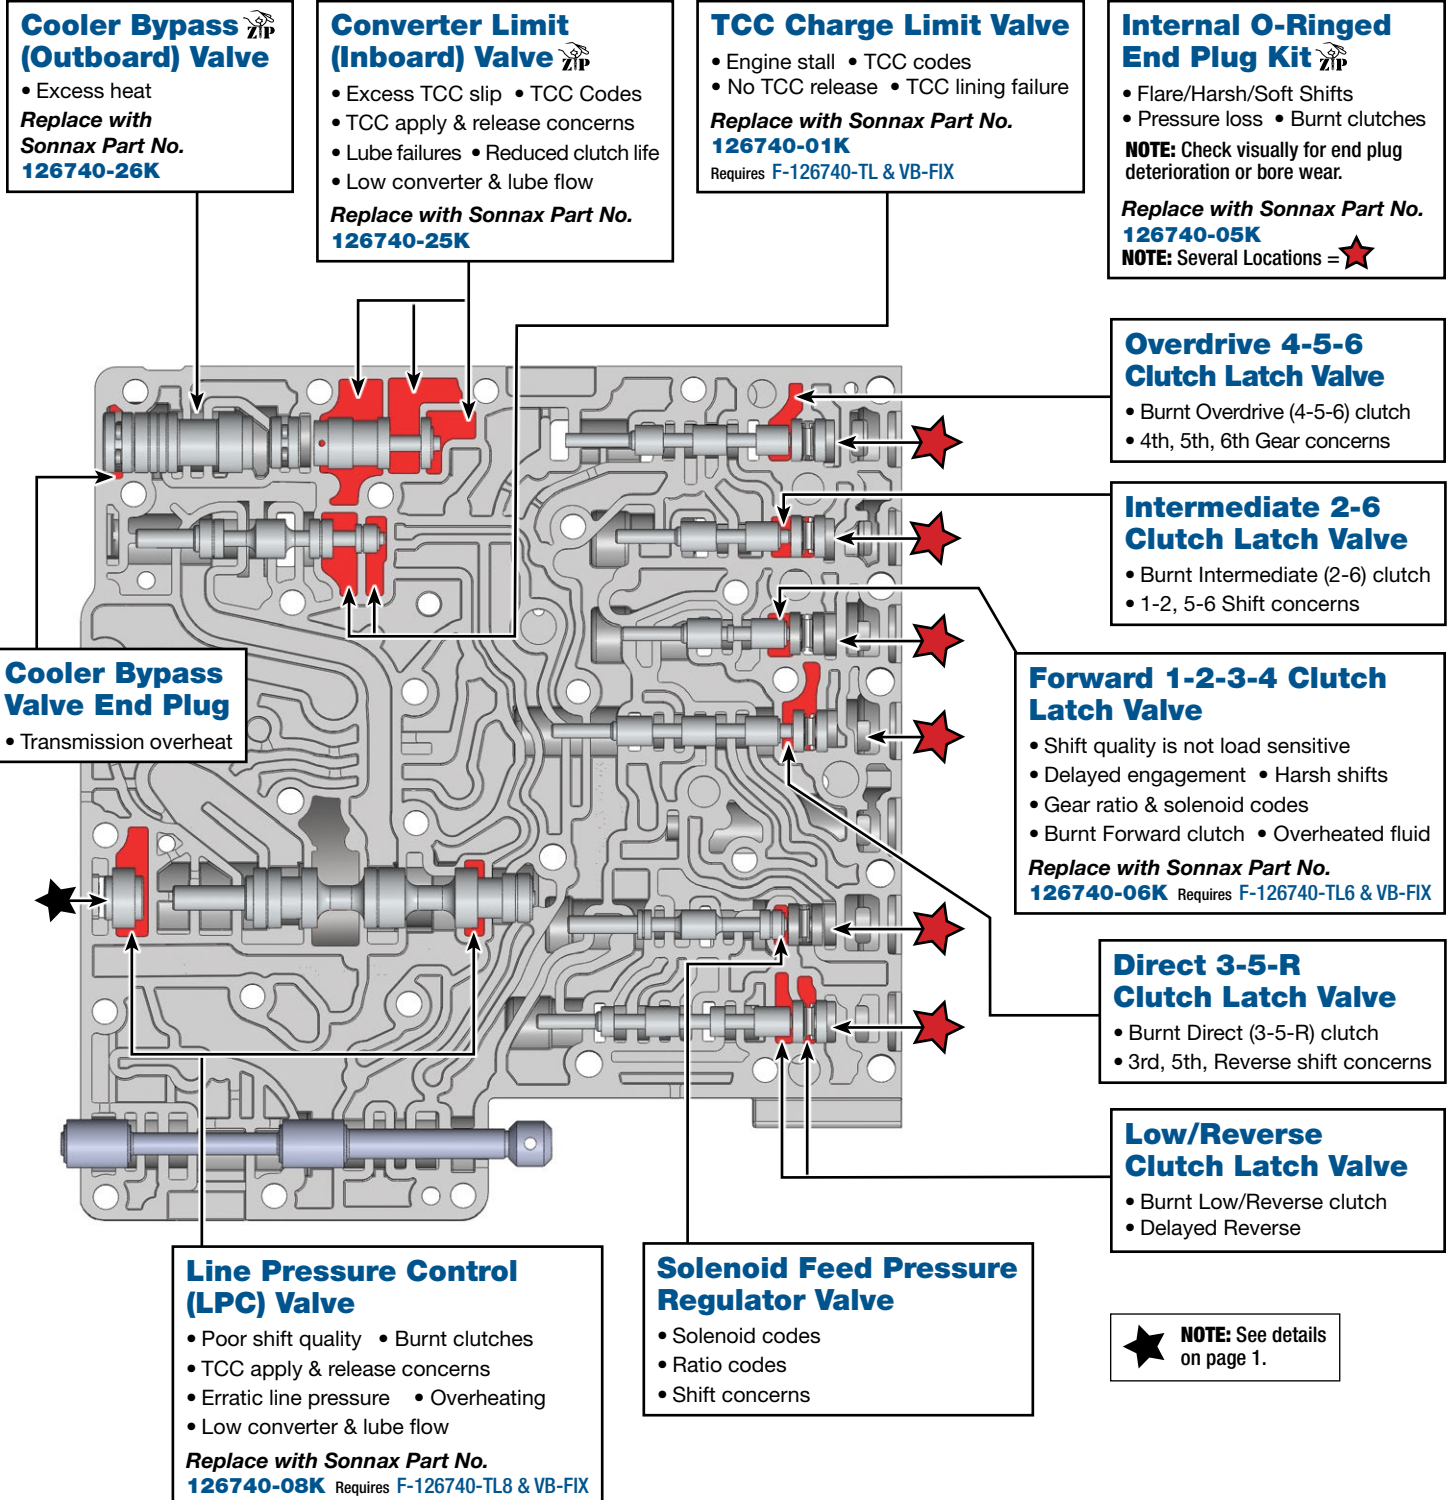 Cooler Bypass ZIP
(Outboard) Valve
• Excess heat
Replace with
Sonnax Part No.
126740-26K
Converter Limit
(Inboard) Valve ZIP
• Excess TCC slip • TCC Codes
• TCC apply & release concerns
• Lube failures • Reduced clutch life
• Low converter & lube flow
Replace with Sonnax Part No.
126740-25K
TCC Charge Limit Valve
• Engine stall • TCC codes
• No TCC release • TCC lining failure
Replace with Sonnax Part No.
126740-01K
Requires F-126740-TL & VB-FIX
Internal O-Ringed
End Plug Kit ZIP
• Flare/Harsh/Soft Shifts
• Pressure loss • Burnt clutches
NOTE: Check visually for end plug
deterioration or bore wear.
Replace with Sonnax Part No.
126740-05K
NOTE: Several Locations =
Overdrive 4-5-6
Clutch Latch Valve
• Burnt Overdrive (4-5-6) clutch
• 4th, 5th, 6th Gear concerns
Intermediate 2-6
Clutch Latch Valve
• Burnt Intermediate (2-6) clutch
• 1-2, 5-6 Shift concerns
Cooler Bypass
Valve End Plug
• Transmission overheat
Forward 1-2-3-4 Clutch
Latch Valve
• Shift quality is not load sensitive
• Delayed engagement • Harsh shifts
• Gear ratio & solenoid codes
• Burnt Forward clutch • Overheated fluid
Replace with Sonnax Part No.
126740-06K Requires F-126740-TL6 & VB-FIX
Direct 3-5-R
Clutch Latch Valve
• Burnt Direct (3-5-R) clutch
• 3rd, 5th, Reverse shift concerns
Low/Reverse
Clutch Latch Valve
• Burnt Low/Reverse clutch
• Delayed Reverse
Line Pressure Control
(LPC) Valve
• Poor shift quality • Burnt clutches
• TCC apply & release concerns
• Erratic line pressure • Overheating
• Low converter & lube flow
Replace with Sonnax Part No.
126740-08K Requires F-126740-TL8 & VB-FIX
Solenoid Feed Pressure
Regulator Valve
• Solenoid codes
• Ratio codes
• Shift concerns
NOTE: See details
on page 1.